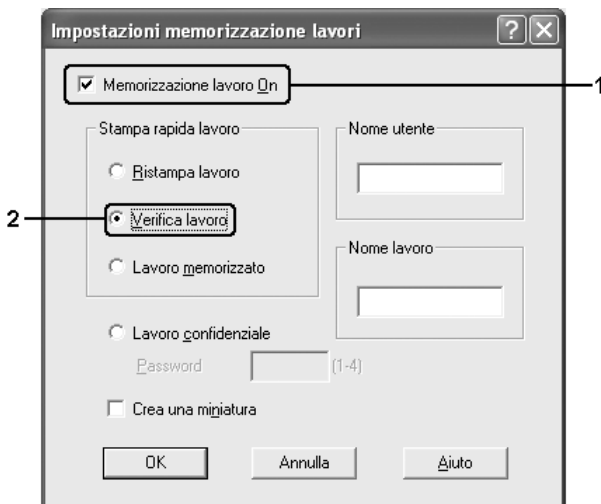 Impostazioni memorizzazione lavori
Memorizzazione lavoro On
1
Stampa rapida lavoro
Nome utente
Ristampa lavoro
2
Verifica lavoro
Nome lavoro
Lavoro memorizzato
Lavoro confidenziale
Password (1-4)
Crea una miniatura
OK Annulla Aiuto